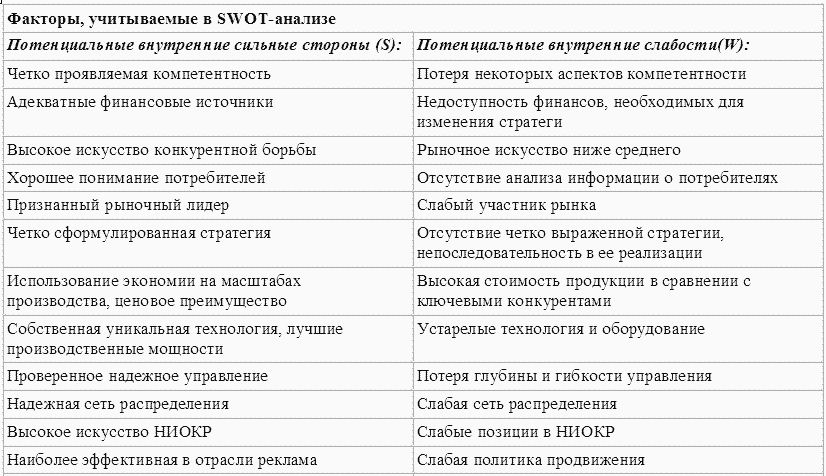 Факторы, учитываемые в SWOT-анализе
Потенциальные внутренние сильные стороны (S):
Потенциальные внутренние слабости(W):
Четко проявляемая компетентность
Потеря некоторых аспектов компетентности
Адекватные финансовые источники
Недоступность финансов, необходимых для
изменения стратеги
Высокое искусство конкурентной борьбы
Рыночное искусство ниже среднего
Хорошее понимание потребителей
Отсутствие анализа информации о потребителях
Признанный рыночный лидер
Слабый участник рынка
Четко сформулированная стратегия
Отсутствие четко выраженной стратегии,
непоследовательность в ее реализации
Использование экономии на масштабах
производства, ценовое преимущество
Высокая стоимость продукции в сравнении с
ключевыми конкурентами
Собственная уникальная технология, лучшие
производственные мощности
Устарелые технология и оборудование
Проверенное надежное управление
Потеря глубины и гибкости управления
Надежная сеть распределения
Слабая сеть распределения
Высокое искусство НИОКР
Слабые позиции в НИОКР
Наиболее эффективная в отрасли реклама
Слабая политика продвижения